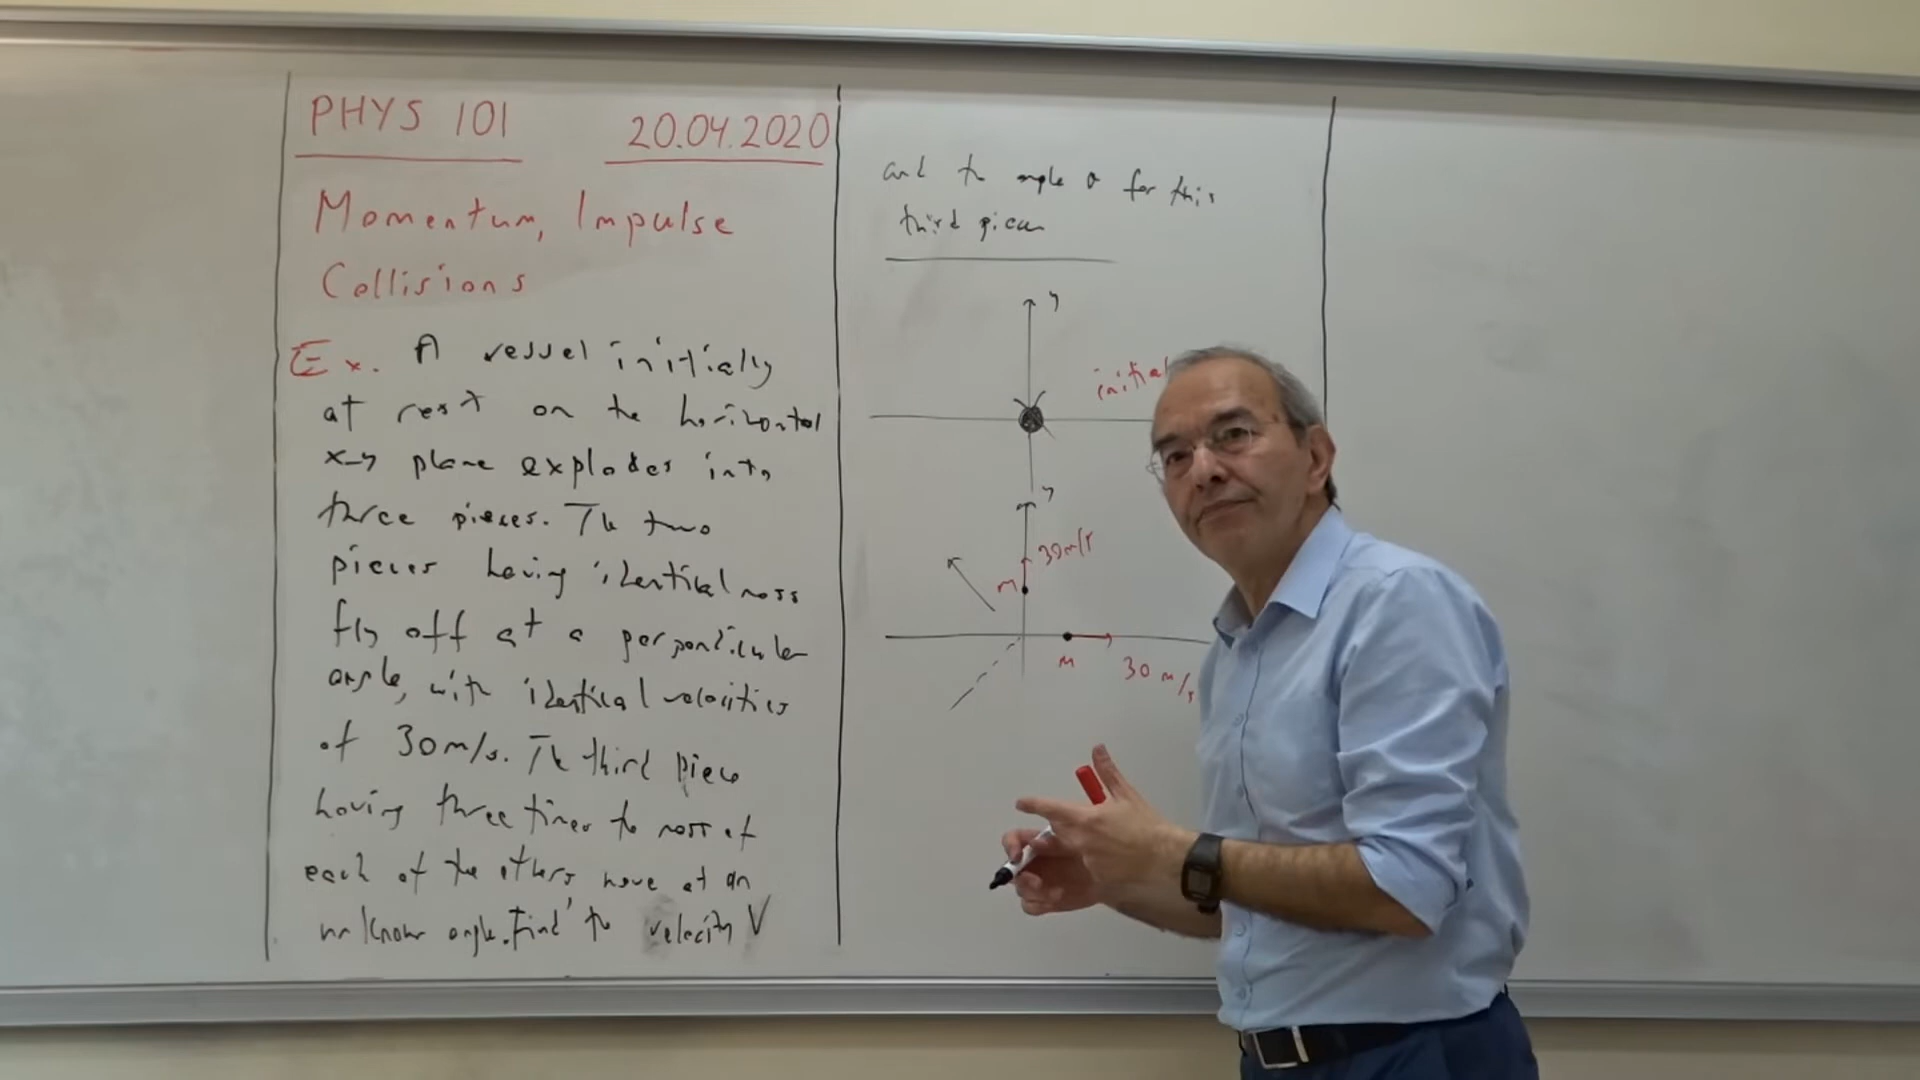 PHYS 101 20.04.2020
Momentum, Impulse
Collisions
Ex. A vessel initially
at rest on the horizontal
x-y plane explodes into
three pieces. The two
pieces having identical mass
fly off at a perpendicular
angle, with identical velocities
of 30m/s. The third piece
having three times the mass of
each of the others move at an
unknown angle. Find the velocity V
and the angle θ for this
third piece
y
initial
y
30m/s
m
m
30 m/s